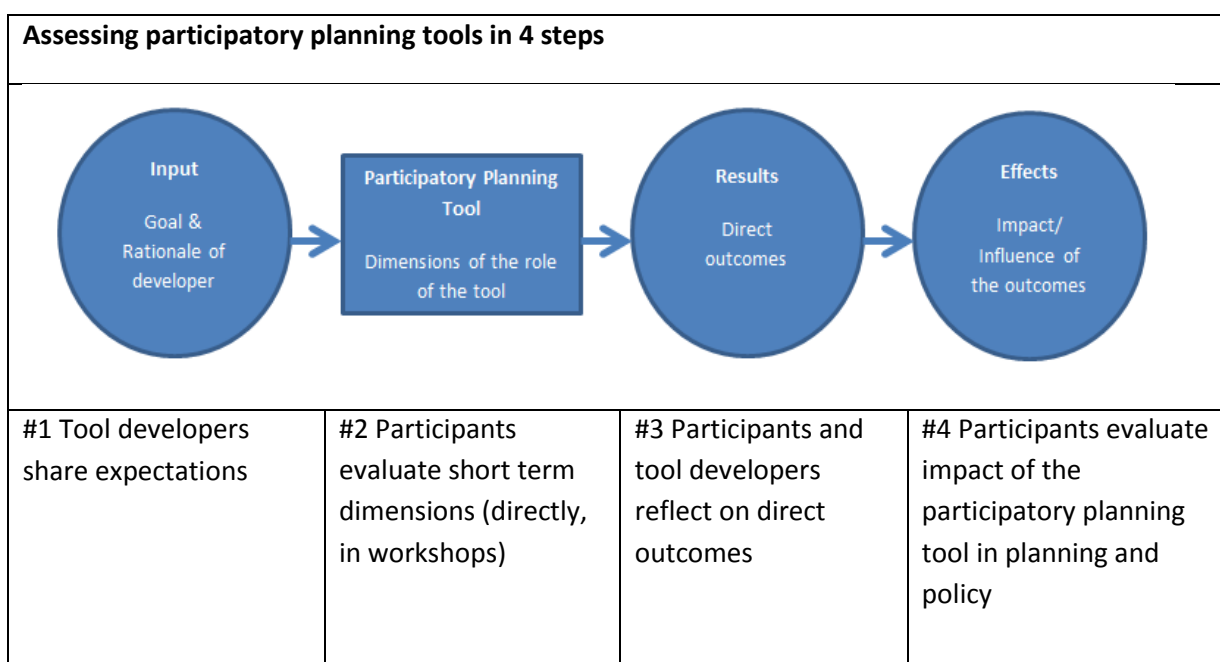 Assessing participatory planning tools in 4 steps
Input
Goal &
Rationale of
developer
Participatory Planning
Tool
Dimensions of the role
of the tool
Results
Direct
outcomes
Effects
Impact/
Influence of
the outcomes
#1 Tool developers
share expectations
#2 Participants
evaluate short term
dimensions (directly,
in workshops)
#3 Participants and
tool developers
reflect on direct
outcomes
#4 Participants evaluate
impact of the
participatory planning
tool in planning and
policy